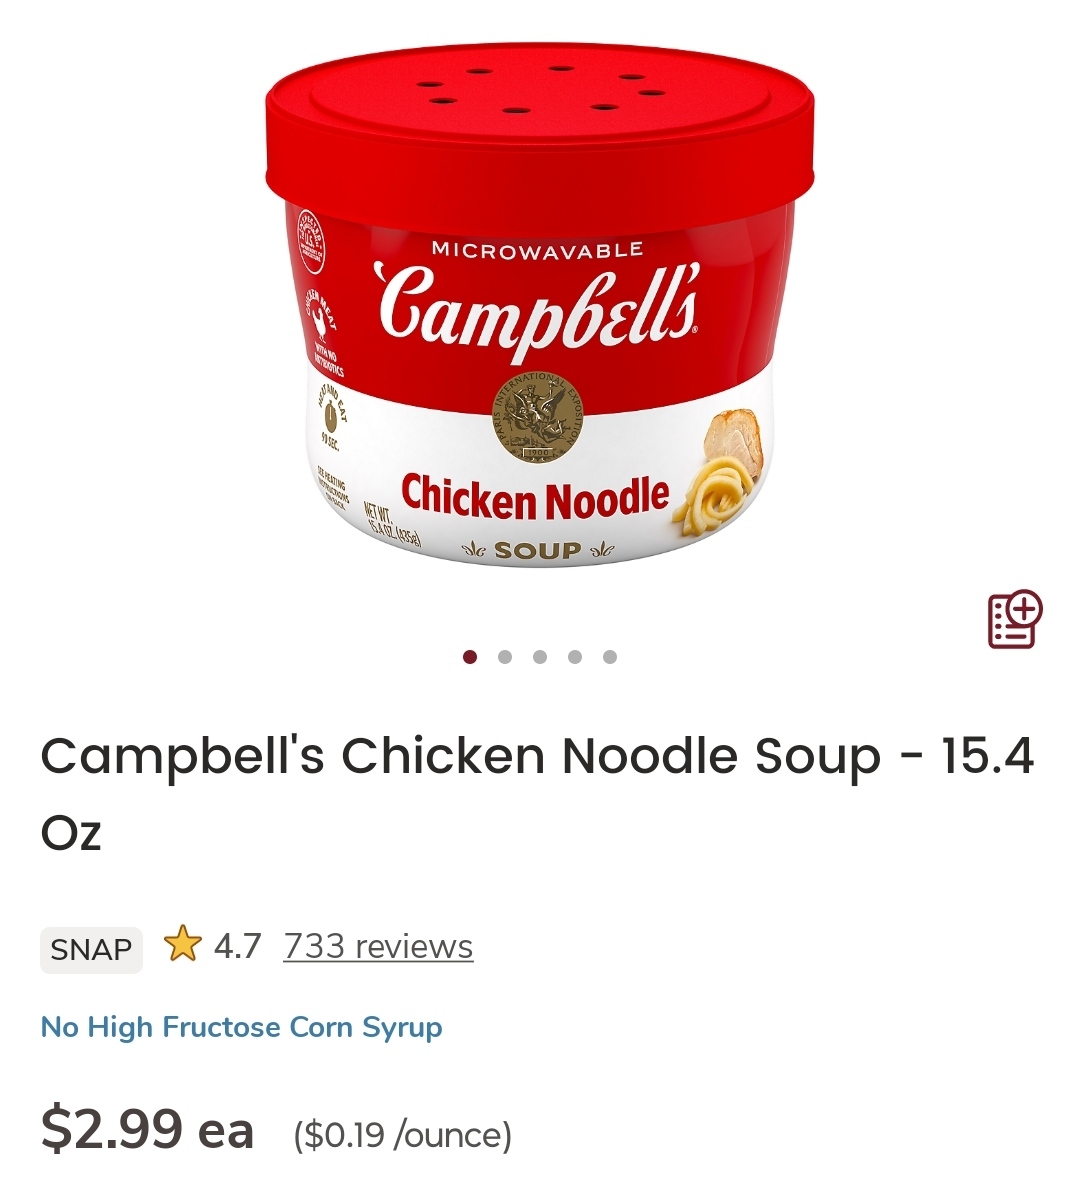 MICROWAVABLE
Campbell's®
PARIS INTERNATIONAL EXPOSITION
1900
CHICKEN MEAT
WITH NO
ANTIBIOTICS
HEAT AND EAT
90 SEC.
SEE HEATING
INSTRUCTIONS
ON BACK
NET WT.
15.4 OZ. (435g)
Chicken Noodle
SOUP
Campbell's Chicken Noodle Soup - 15.4
Oz
SNAP 4.7 733 reviews
No High Fructose Corn Syrup
$2.99 ea ($0.19 /ounce)